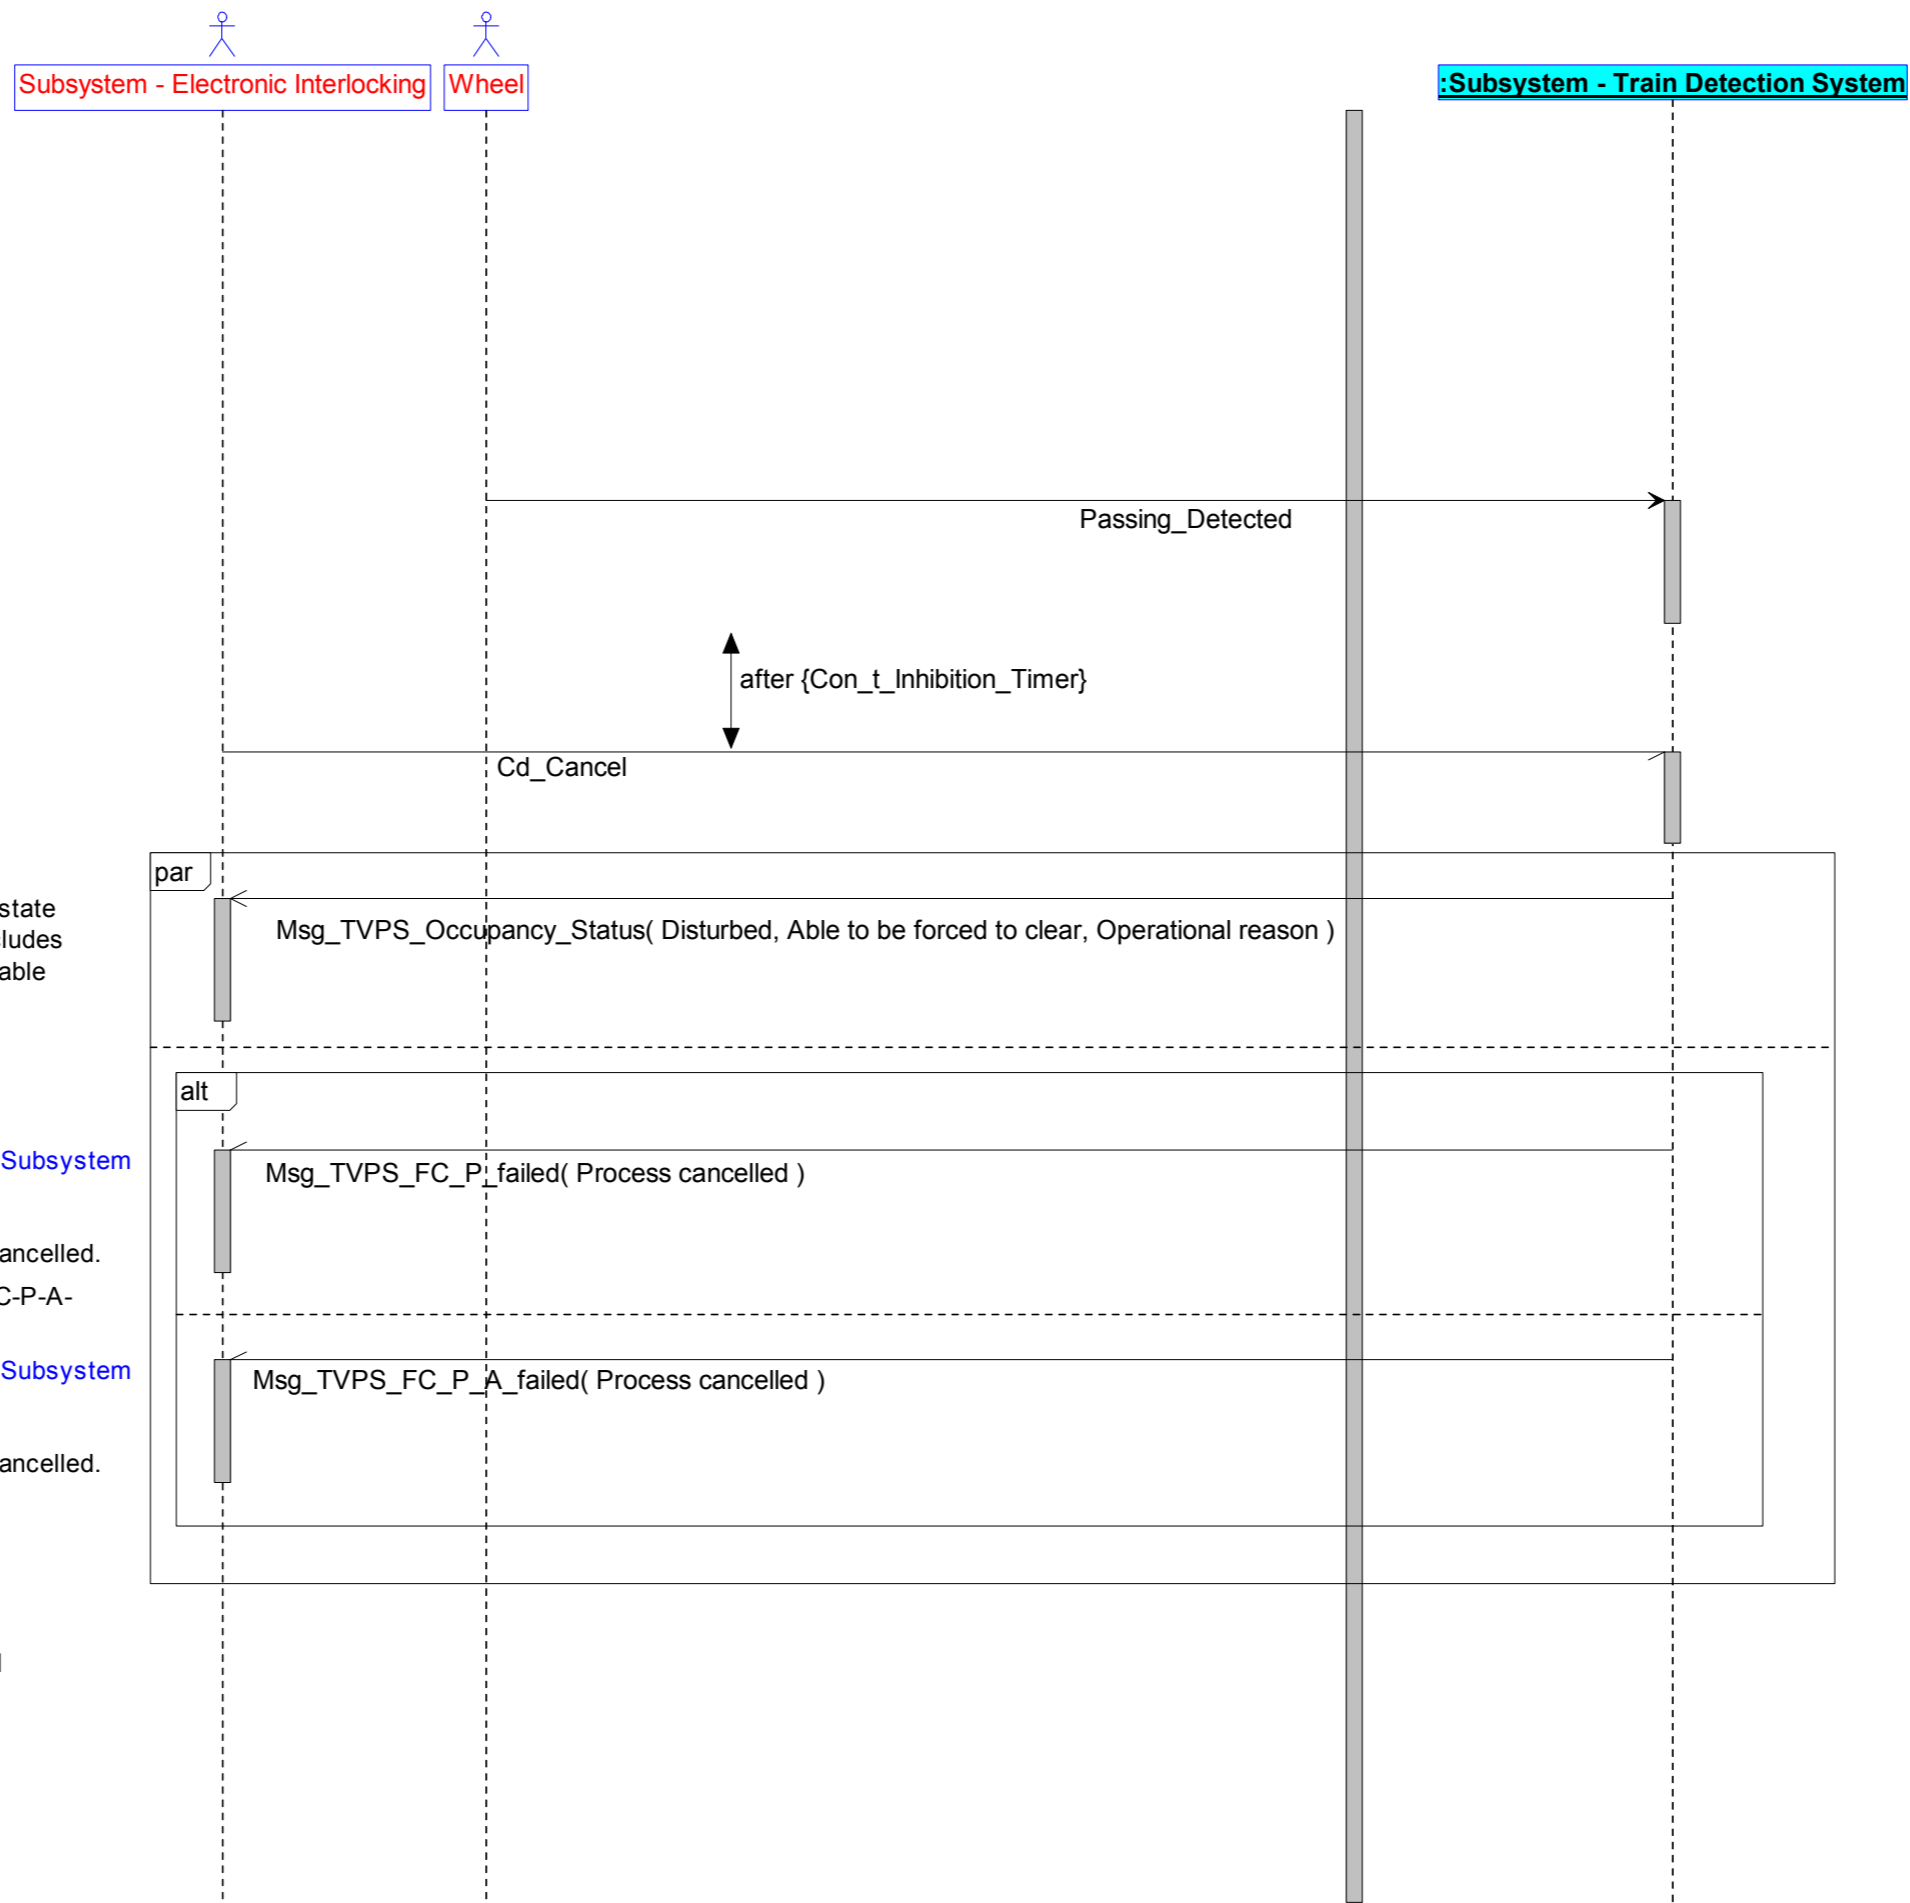 Subsystem - Electronic Interlocking
Wheel
:Subsystem - Train Detection System
Passing_Detected
after {Con_t_Inhibition_Timer}
Cd_Cancel
par
state
cludes
able
Msg_TVPS_Occupancy_Status( Disturbed, Able to be forced to clear, Operational reason )
alt
Subsystem
Msg_TVPS_FC_P_failed( Process cancelled )
ancelled.
C-P-A-
Subsystem
Msg_TVPS_FC_P_A_failed( Process cancelled )
ancelled.